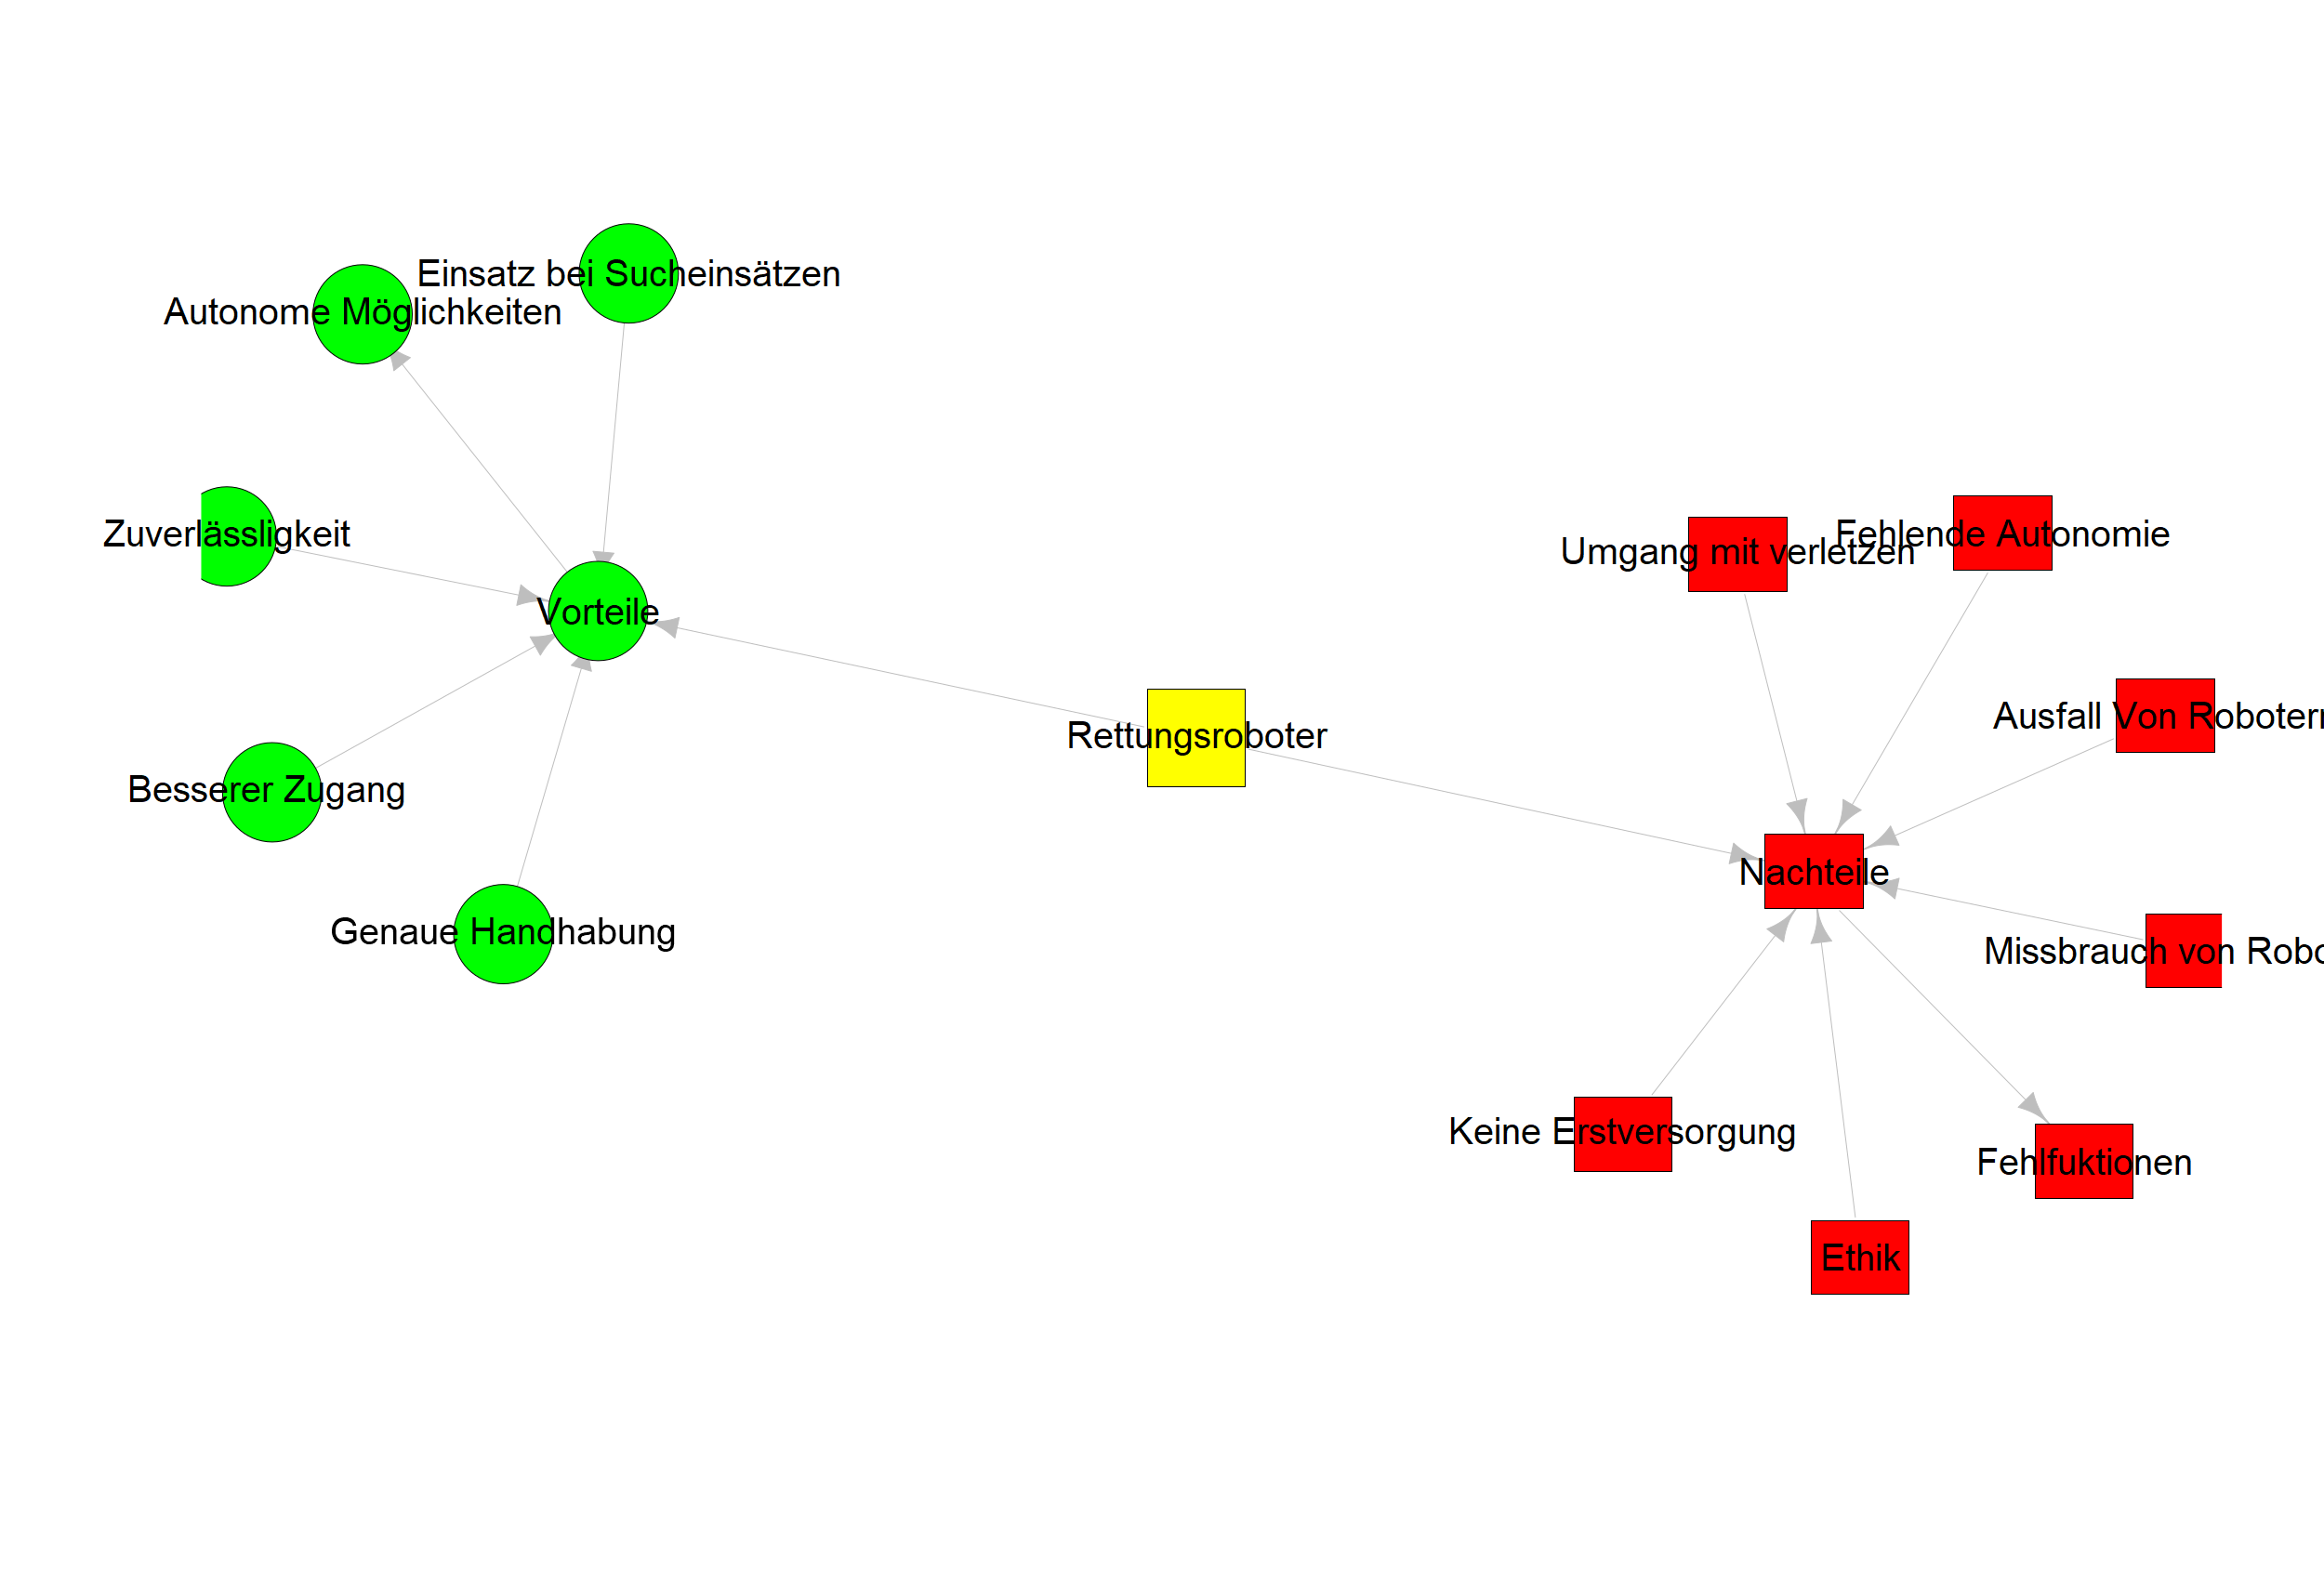 Einsatz bei Sucheinsätzen
Autonome Möglichkeiten
Zuverlässligkeit
Vorteile
Besserer Zugang
Genaue Handhabung
Rettungsroboter
Umgang mit verletzen
Fehlende Autonomie
Ausfall Von Robotern
Nachteile
Missbrauch von Robo
Keine Erstversorgung
Fehlfuktionen
Ethik